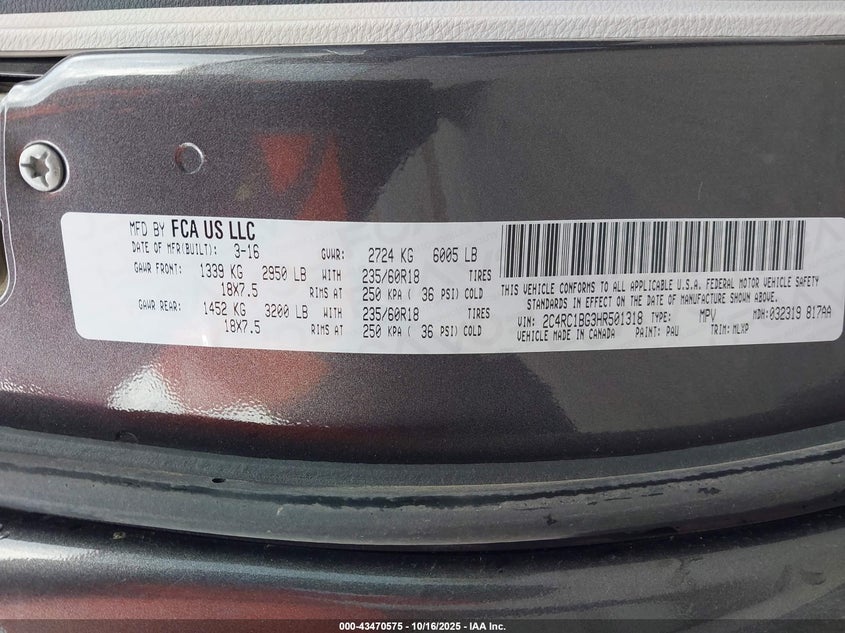 MFD BY FCA US LLC
DATE OF MFR(BUILT): 3-16 GVWR: 2724 KG 6005 LB
GAWR FRONT: 1339 KG 2950 LB WITH 235/60R18 TIRES
18X7.5 RIMS AT 250 KPA ( 36 PSI) COLD
GAWR REAR: 1452 KG 3200 LB WITH 235/60R18 TIRES
18X7.5 RIMS AT 250 KPA ( 36 PSI) COLD
THIS VEHICLE CONFORMS TO ALL APPLICABLE U.S.A. FEDERAL MOTOR VEHICLE SAFETY
STANDARDS IN EFFECT ON THE DATE OF MANUFACTURE SHOWN ABOVE.
VIN: 2C4RC1BG3HR501318 TYPE: MPV MDH:032319 817AA
VEHICLE MADE IN CANADA PAINT: PAU TRIM: MLXP
000-43470575 - 10/16/2025 - IAA Inc.